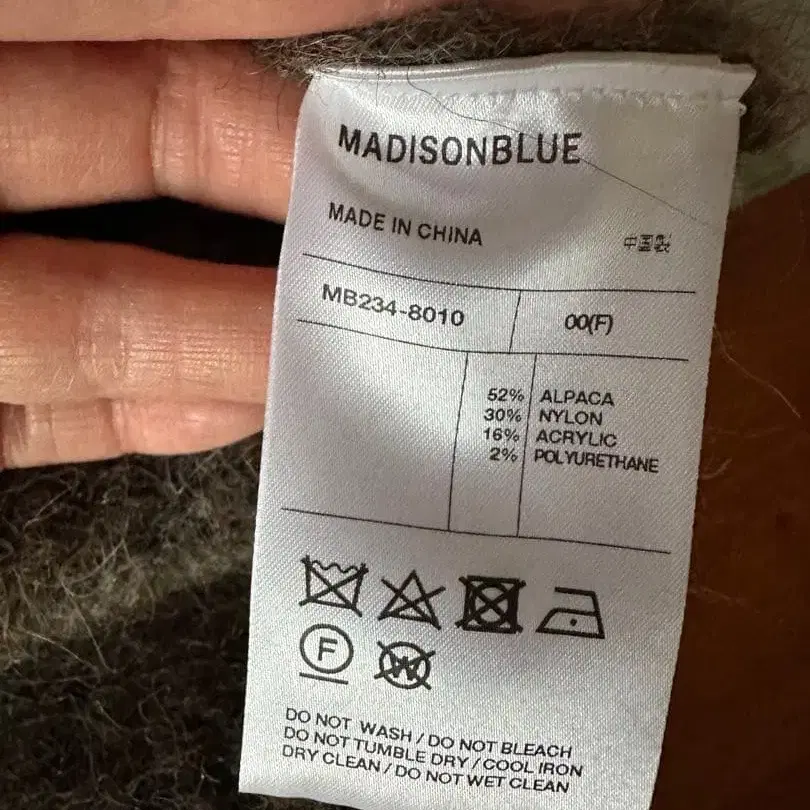 MADISONBLUE
MADE IN CHINA 中国製
MB234-8010 00(F)
52% ALPACA
30% NYLON
16% ACRYLIC
2% POLYURETHANE
F W
DO NOT WASH / DO NOT BLEACH
DO NOT TUMBLE DRY / COOL IRON
DRY CLEAN / DO NOT WET CLEAN